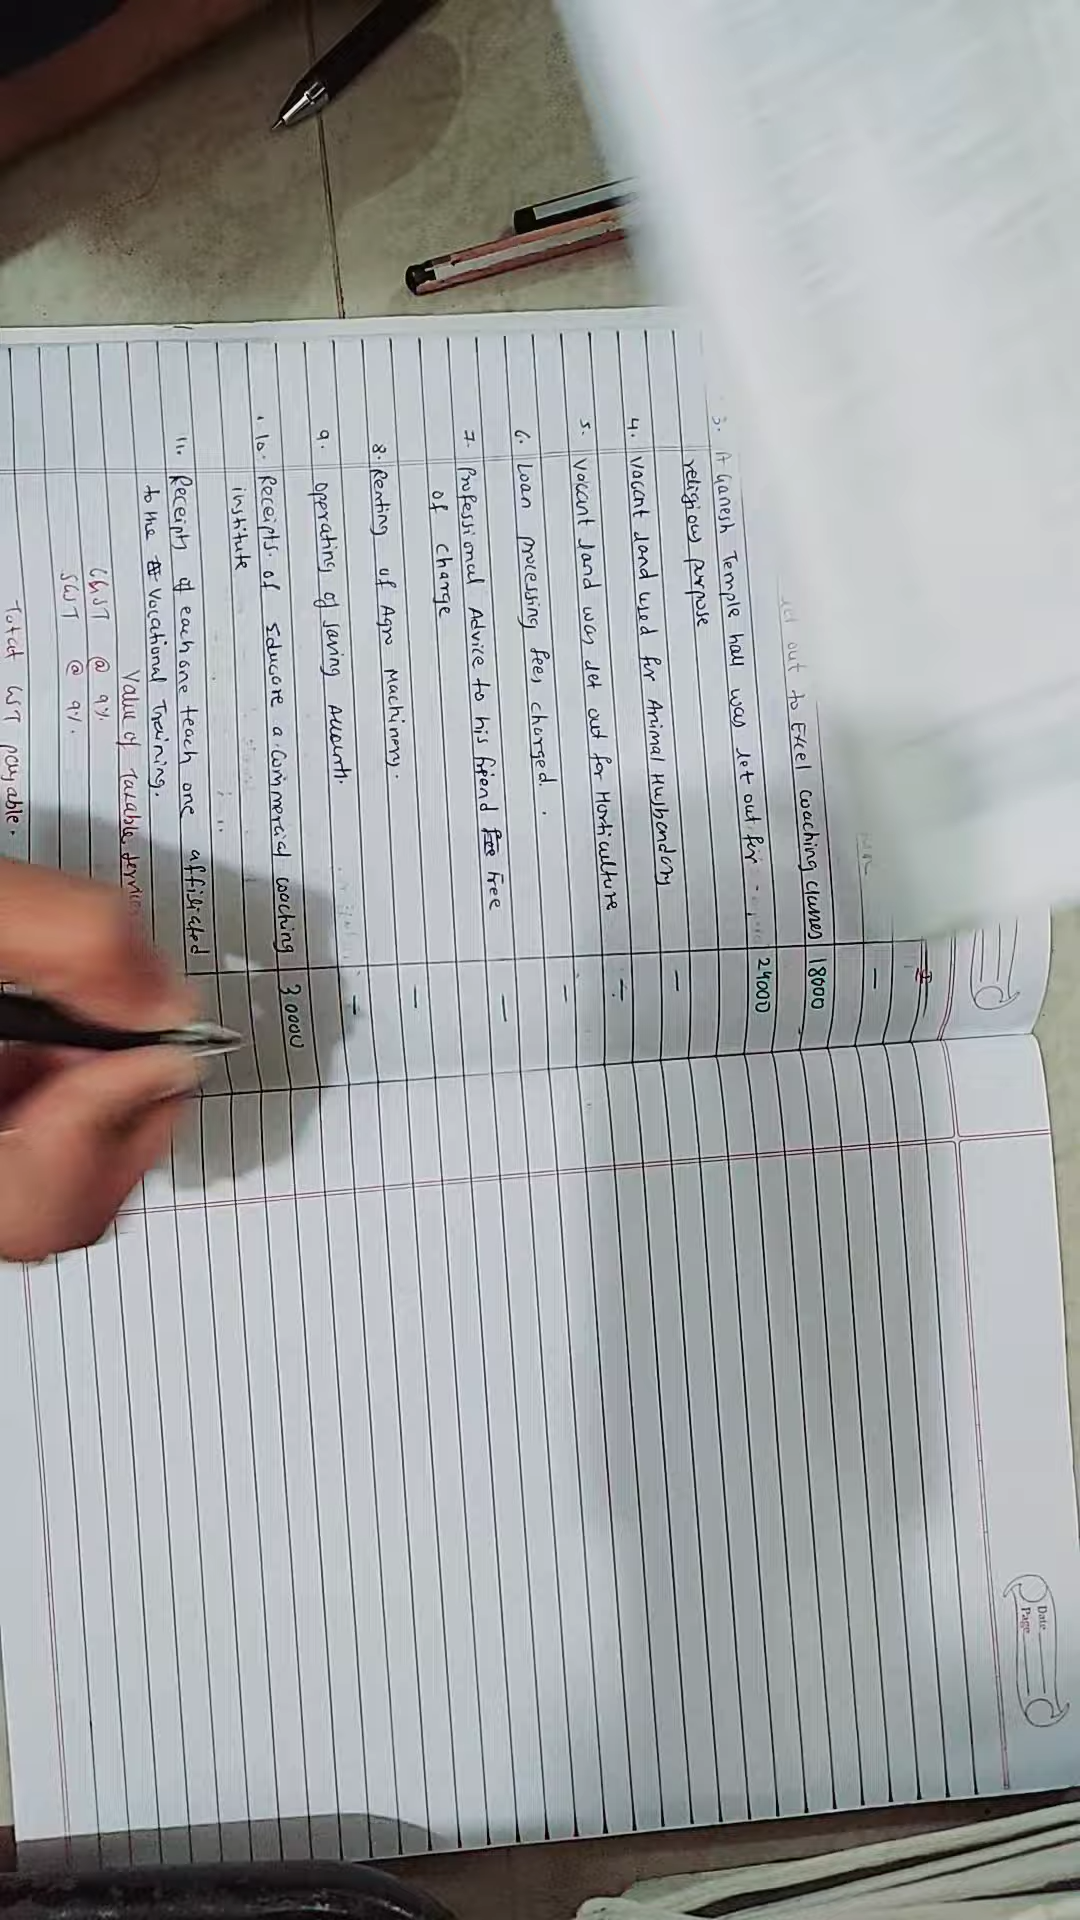 ₹
—
let out to Excel coaching classes 18000
3. A Ganesh Temple hall was let out for 24000
religious purpose
4. Vacant land used for Animal Husbandry —
5. Vaccant land was let out for Horticulture —
6. Loan processing fees charged. —
7. Professional Advice to his friend Free —
of charge
8. Renting of Agro Machinery. —
9. Operating of Saving Account. —
10. Receipts of Educare a commercial coaching 30000
institute
11. Receipts of each one teach one affiliated
to the Vocational Training.
Value of Taxable Service
CGST @ 9%
SGST @ 9%.
Total GST payable.
Date
Page